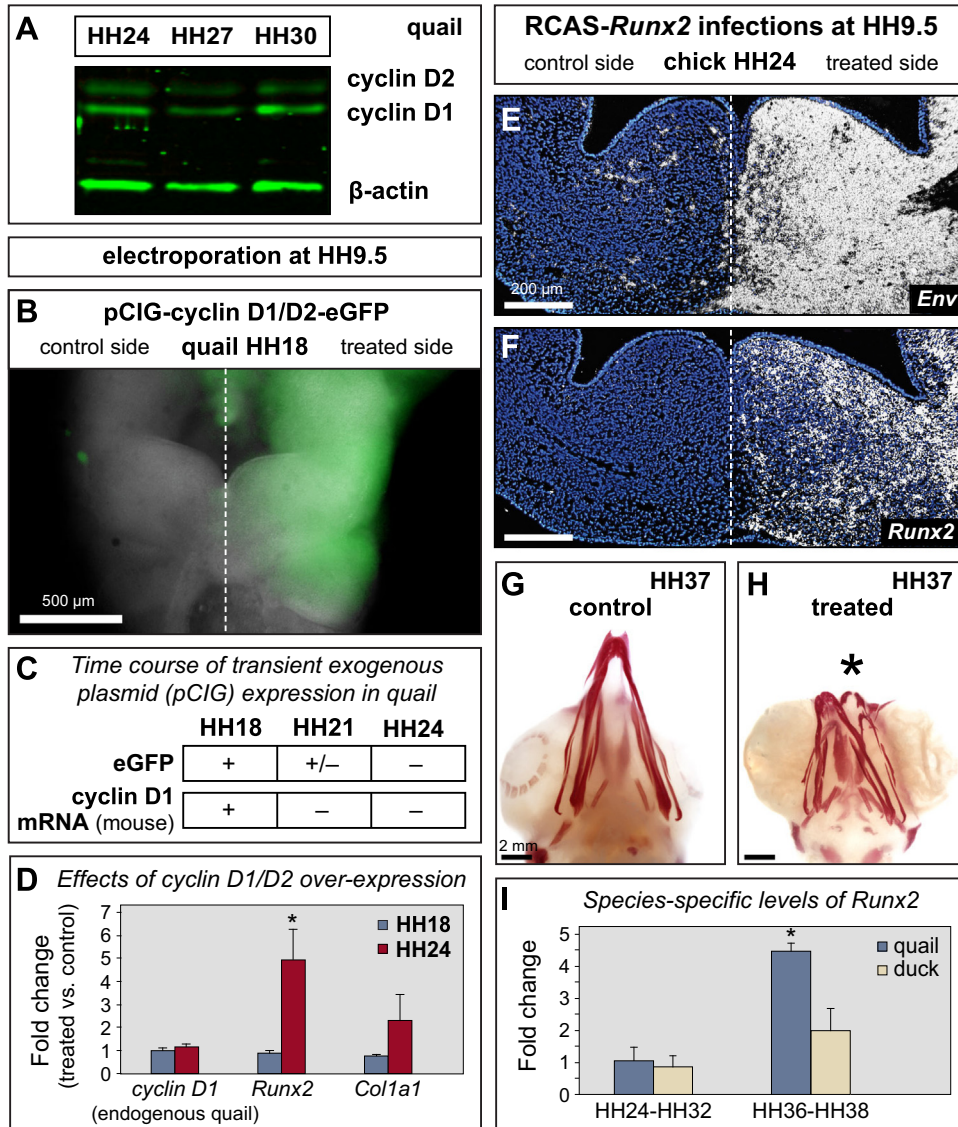 A
HH24 HH27 HH30
quail
cyclin D2
cyclin D1
β-actin
electroporation at HH9.5
B
pCIG-cyclin D1/D2-eGFP
control side quail HH18 treated side
500 µm
C Time course of transient exogenous
plasmid (pCIG) expression in quail
HH18 HH21 HH24
eGFP + +/– –
cyclin D1
mRNA (mouse) + – –
D Effects of cyclin D1/D2 over-expression
Fold change
(treated vs. control)
7
6
5
4
3
2
1
0
*
HH18
HH24
cyclin D1 Runx2 Col1a1
(endogenous quail)
RCAS-Runx2 infections at HH9.5
control side chick HH24 treated side
E
200 µm
Env
F
Runx2
G HH37
control
2 mm
H HH37
treated
*
I Species-specific levels of Runx2
Fold change
5
4
3
2
1
0
*
quail
duck
HH24-HH32 HH36-HH38